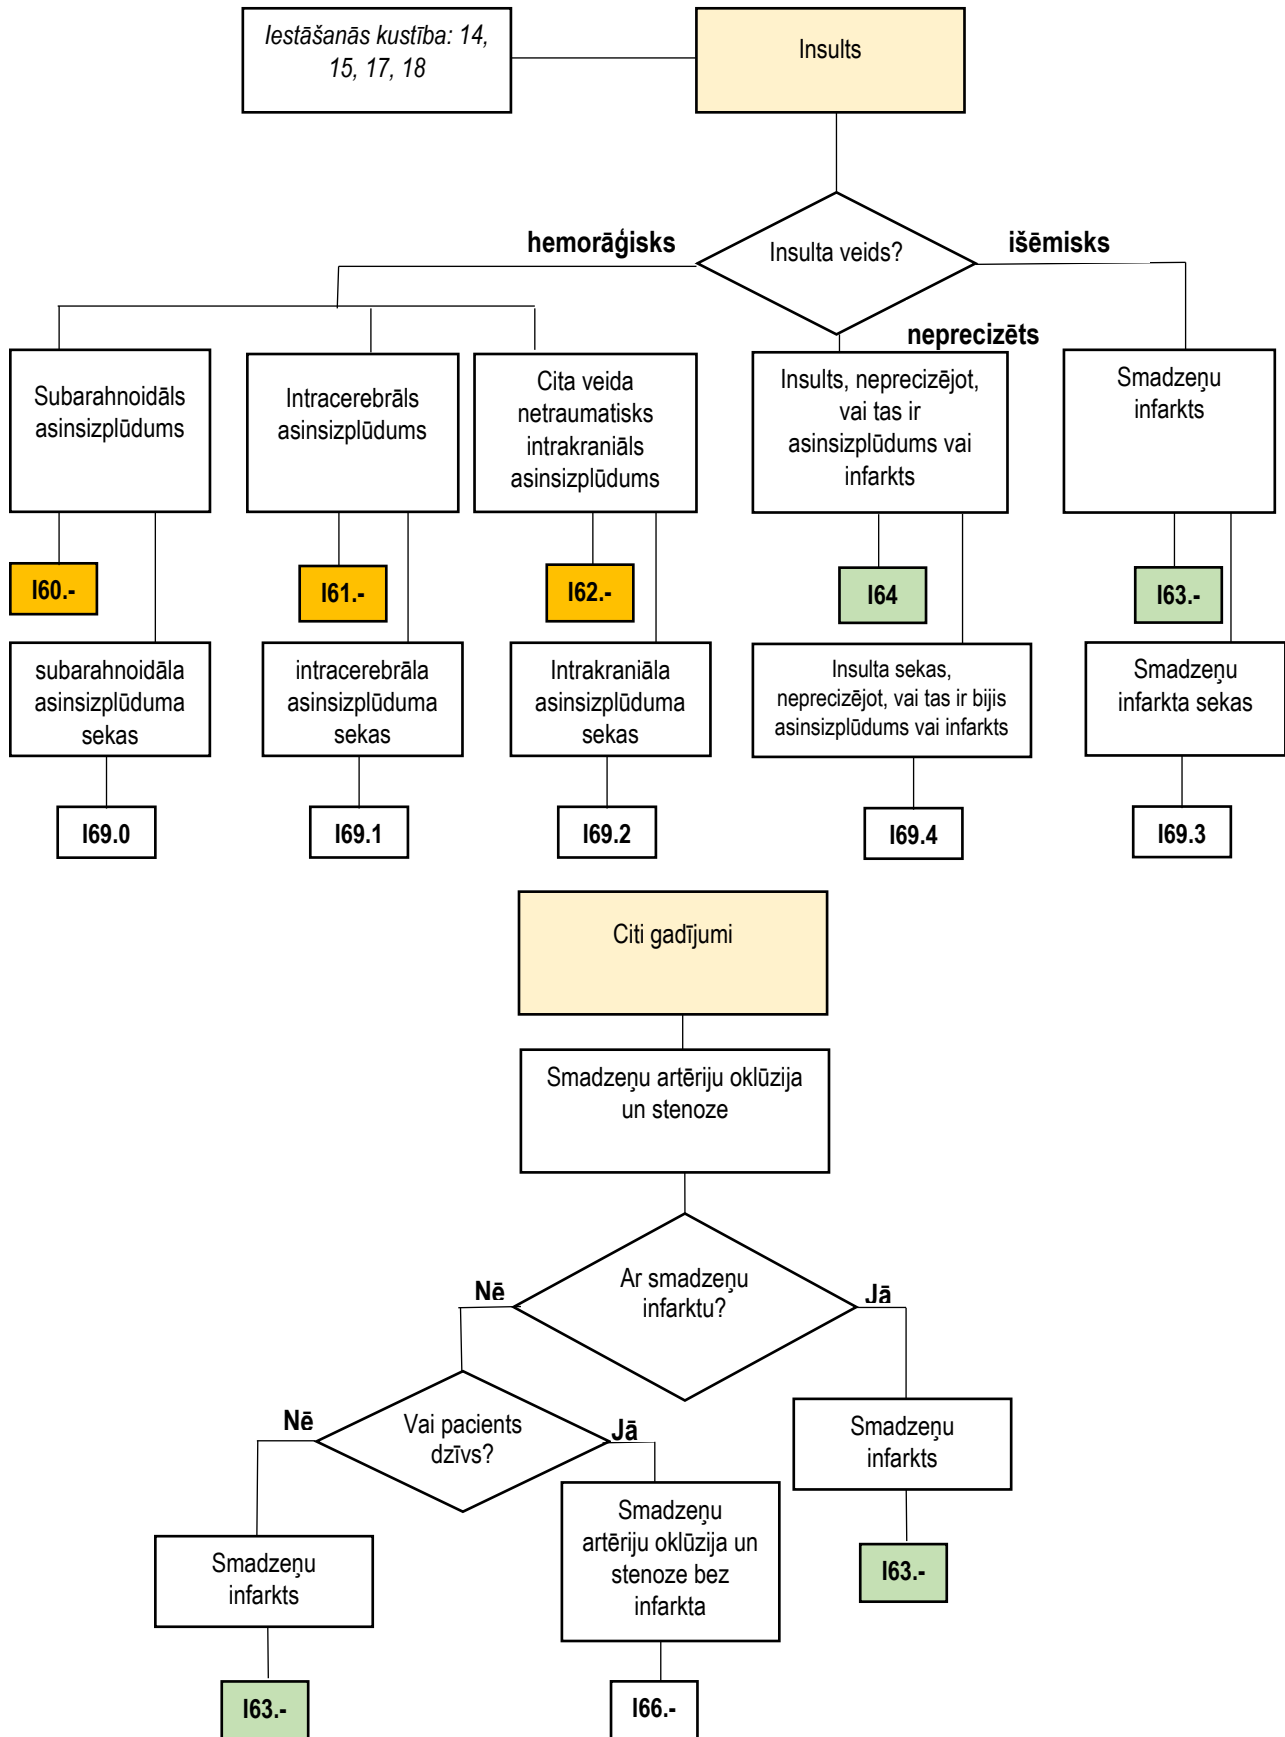 Iestāšanās kustība: 14,
15, 17, 18
Insults
hemorāģisks
Insulta veids?
išēmisks
neprecizēts
Subarahnoidāls
asinsizplūdums
Intracerebrāls
asinsizplūdums
Cita veida
netraumatisks
intrakraniāls
asinsizplūdums
Insults, neprecizējot,
vai tas ir
asinsizplūdums vai
infarkts
Smadzeņu
infarkts
I60.-
I61.-
I62.-
I64
I63.-
subarahnoidāla
asinsizplūduma
sekas
intracerebrāla
asinsizplūduma
sekas
Intrakraniāla
asinsizplūduma
sekas
Insulta sekas,
neprecizējot, vai tas ir bijis
asinsizplūdums vai infarkts
Smadzeņu
infarkta sekas
I69.0
I69.1
I69.2
I69.4
I69.3
Citi gadījumi
Smadzeņu artēriju oklūzija
un stenoze
Ar smadzeņu
infarktu?
Nē
Jā
Vai pacients
dzīvs?
Nē
Jā
Smadzeņu
infarkts
Smadzeņu
infarkts
Smadzeņu
artēriju oklūzija un
stenoze bez
infarkta
I63.-
I63.-
I66.-